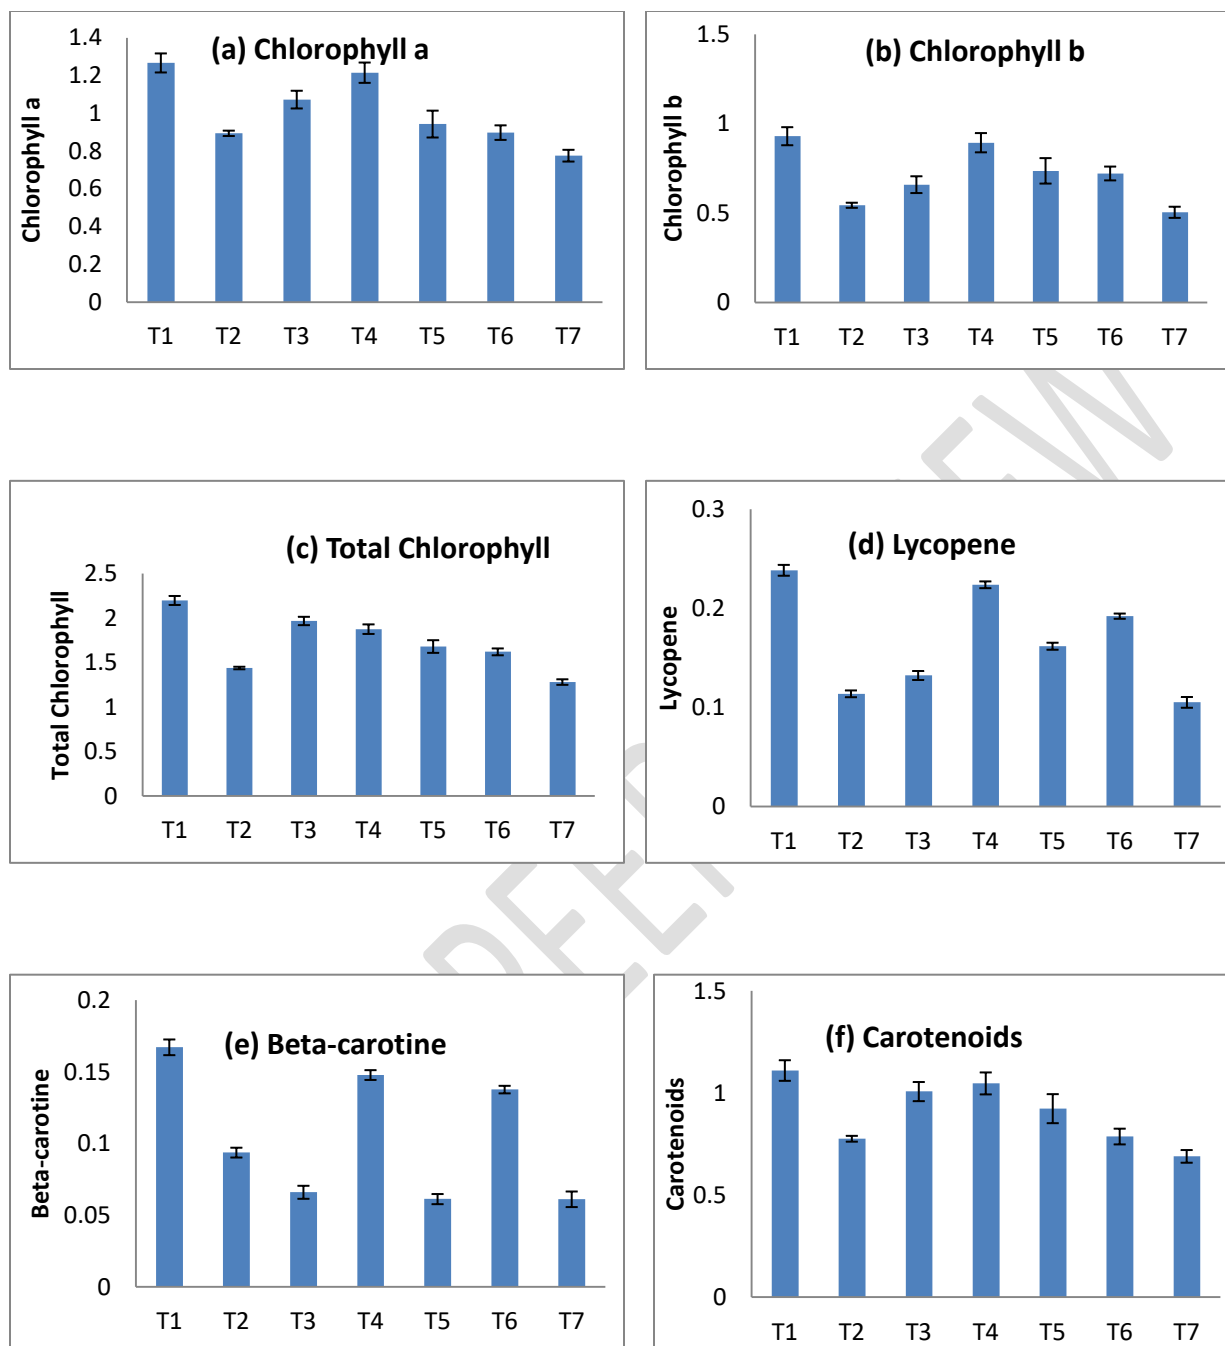 (a) Chlorophyll a
Chlorophyll a
1.4
1.2
1
0.8
0.6
0.4
0.2
0
T1 T2 T3 T4 T5 T6 T7
(b) Chlorophyll b
Chlorophyll b
1.5
1
0.5
0
T1 T2 T3 T4 T5 T6 T7
(c) Total Chlorophyll
Total Chlorophyll
2.5
2
1.5
1
0.5
0
T1 T2 T3 T4 T5 T6 T7
(d) Lycopene
Lycopene
0.3
0.2
0.1
0
T1 T2 T3 T4 T5 T6 T7
(e) Beta-carotine
Beta-carotine
0.2
0.15
0.1
0.05
0
T1 T2 T3 T4 T5 T6 T7
(f) Carotenoids
Carotenoids
1.5
1
0.5
0
T1 T2 T3 T4 T5 T6 T7